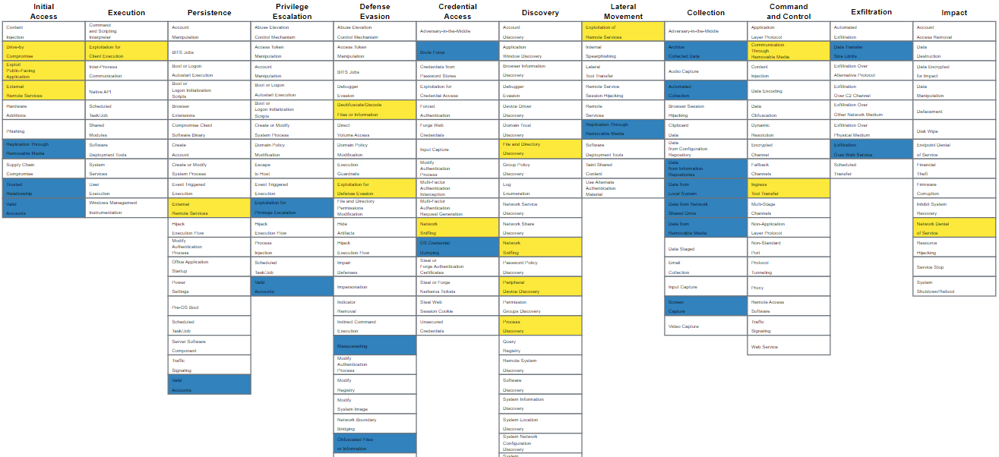 Initial
Access
Content
Injection
Drive-by
Compromise
Exploit
Public-Facing
Application
External
Remote Services
Hardware
Additions
Phishing
Replication Through
Removable Media
Supply Chain
Compromise
Trusted
Relationship
Valid
Accounts
Execution
Command
and Scripting
Interpreter
Exploitation for
Client Execution
Inter-Process
Communication
Native API
Scheduled
Task/Job
Shared
Modules
Software
Deployment Tools
System
Services
User
Execution
Windows Management
Instrumentation
Persistence
Account
Manipulation
BITS Jobs
Boot or Logon
Autostart Execution
Boot or
Logon Initialization
Scripts
Browser
Extensions
Compromise Client
Software Binary
Create
Account
Create or Modify
System Process
Event Triggered
Execution
External
Remote Services
Hijack
Execution Flow
Modify
Authentication
Process
Office Application
Startup
Power
Settings
Pre-OS Boot
Scheduled
Task/Job
Server Software
Component
Traffic
Signaling
Valid
Accounts
Privilege
Escalation
Abuse Elevation
Control Mechanism
Access Token
Manipulation
Account
Manipulation
Boot or Logon
Autostart Execution
Boot or
Logon Initialization
Scripts
Create or Modify
System Process
Domain Policy
Modification
Escape
to Host
Event Triggered
Execution
Exploitation for
Privilege Escalation
Hijack
Execution Flow
Process
Injection
Scheduled
Task/Job
Valid
Accounts
Defense
Evasion
Abuse Elevation
Control Mechanism
Access Token
Manipulation
BITS Jobs
Debugger
Evasion
Deobfuscate/Decode
Files or Information
Direct
Volume Access
Domain Policy
Modification
Execution
Guardrails
Exploitation for
Defense Evasion
File and Directory
Permissions
Modification
Hide
Artifacts
Hijack
Execution Flow
Impair
Defenses
Impersonation
Indicator
Removal
Indirect Command
Execution
Masquerading
Modify
Authentication
Process
Modify
Registry
Modify
System Image
Network Boundary
Bridging
Obfuscated Files
or Information
Credential
Access
Adversary-in-the-Middle
Brute Force
Credentials from
Password Stores
Exploitation for
Credential Access
Forced
Authentication
Forge Web
Credentials
Input Capture
Modify
Authentication
Process
Multi-Factor
Authentication
Interception
Multi-Factor
Authentication
Request Generation
Network
Sniffing
OS Credential
Dumping
Steal or
Forge Authentication
Certificates
Steal or Forge
Kerberos Tickets
Steal Web
Session Cookie
Unsecured
Credentials
Discovery
Account
Discovery
Application
Window Discovery
Browser Information
Discovery
Debugger
Evasion
Device Driver
Discovery
Domain Trust
Discovery
File and Directory
Discovery
Group Policy
Discovery
Log
Enumeration
Network Service
Discovery
Network Share
Discovery
Network
Sniffing
Password Policy
Discovery
Peripheral
Device Discovery
Permission
Groups Discovery
Process
Discovery
Query
Registry
Remote System
Discovery
Software
Discovery
System Information
Discovery
System Location
Discovery
System Network
Configuration
Discovery
System
Lateral
Movement
Exploitation of
Remote Services
Internal
Spearphishing
Lateral
Tool Transfer
Remote Service
Session Hijacking
Remote
Services
Replication Through
Removable Media
Software
Deployment Tools
Taint Shared
Content
Use Alternate
Authentication
Material
Collection
Adversary-in-the-Middle
Archive
Collected Data
Audio Capture
Automated
Collection
Browser Session
Hijacking
Clipboard
Data
Data
from Configuration
Repository
Data
from Information
Repositories
Data from
Local System
Data from Network
Shared Drive
Data from
Removable Media
Data Staged
Email
Collection
Input Capture
Screen
Capture
Video Capture
Command
and Control
Application
Layer Protocol
Communication
Through
Removable Media
Content
Injection
Data Encoding
Data
Obfuscation
Dynamic
Resolution
Encrypted
Channel
Fallback
Channels
Ingress
Tool Transfer
Multi-Stage
Channels
Non-Application
Layer Protocol
Non-Standard
Port
Protocol
Tunneling
Proxy
Remote Access
Software
Traffic
Signaling
Web Service
Exfiltration
Automated
Exfiltration
Data Transfer
Size Limits
Exfiltration Over
Alternative Protocol
Exfiltration
Over C2 Channel
Exfiltration Over
Other Network Medium
Exfiltration Over
Physical Medium
Exfiltration
Over Web Service
Scheduled
Transfer
Impact
Account
Access Removal
Data
Destruction
Data Encrypted
for Impact
Data
Manipulation
Defacement
Disk Wipe
Endpoint Denial
of Service
Financial
Theft
Firmware
Corruption
Inhibit System
Recovery
Network Denial
of Service
Resource
Hijacking
Service Stop
System
Shutdown/Reboot